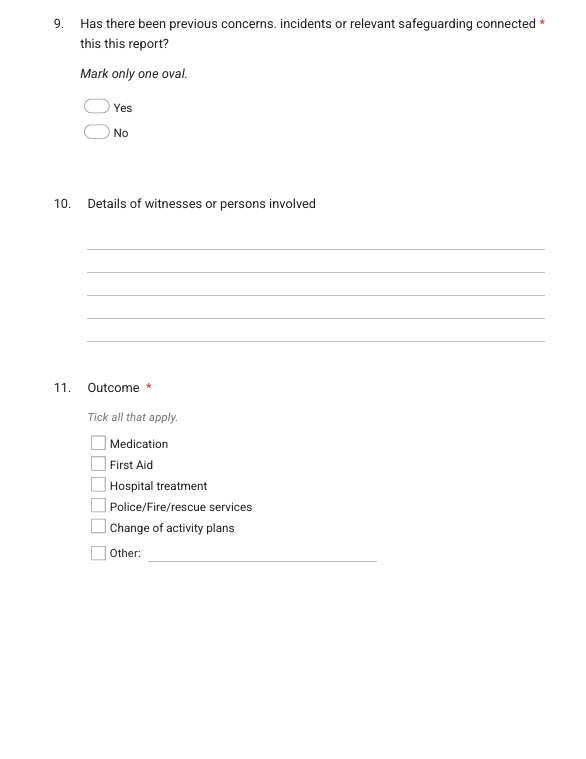 9. Has there been previous concerns. incidents or relevant safeguarding connected *
this this report?
Mark only one oval.
Yes
No
10. Details of witnesses or persons involved
11. Outcome *
Tick all that apply.
Medication
First Aid
Hospital treatment
Police/Fire/rescue services
Change of activity plans
Other: